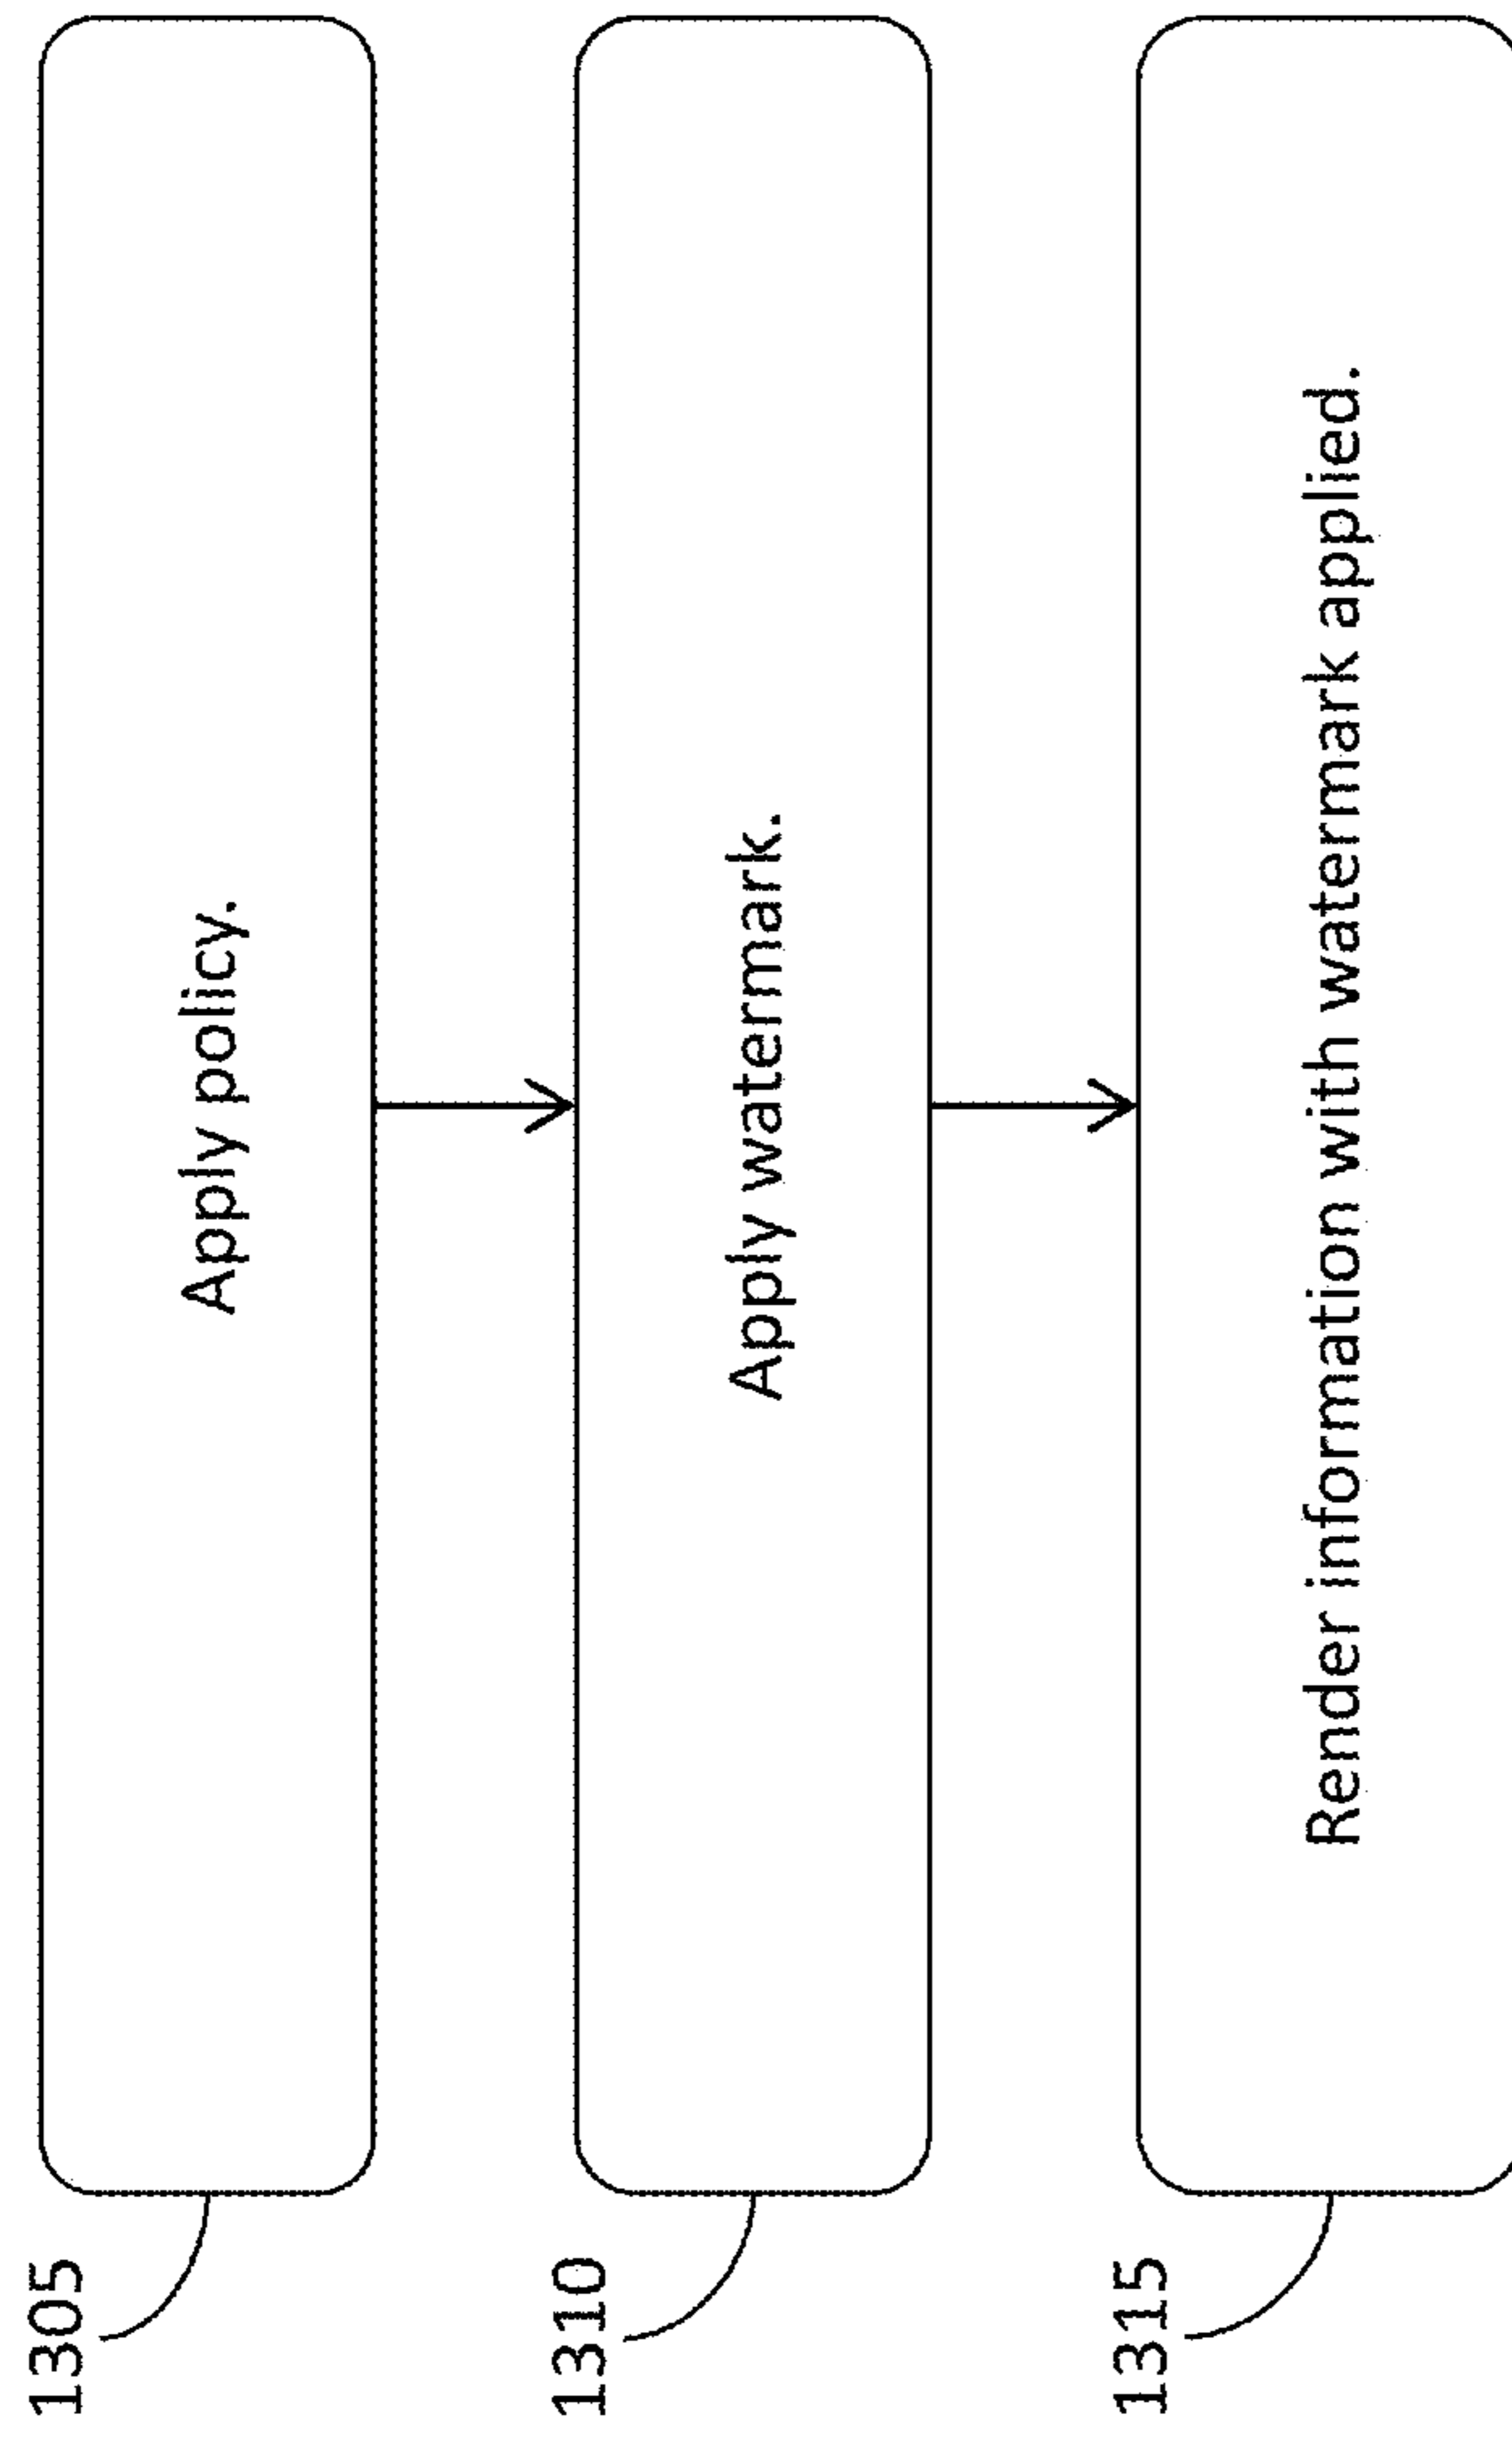 1305
Apply policy.
1310
Apply watermark.
1315
Render information with watermark applied.